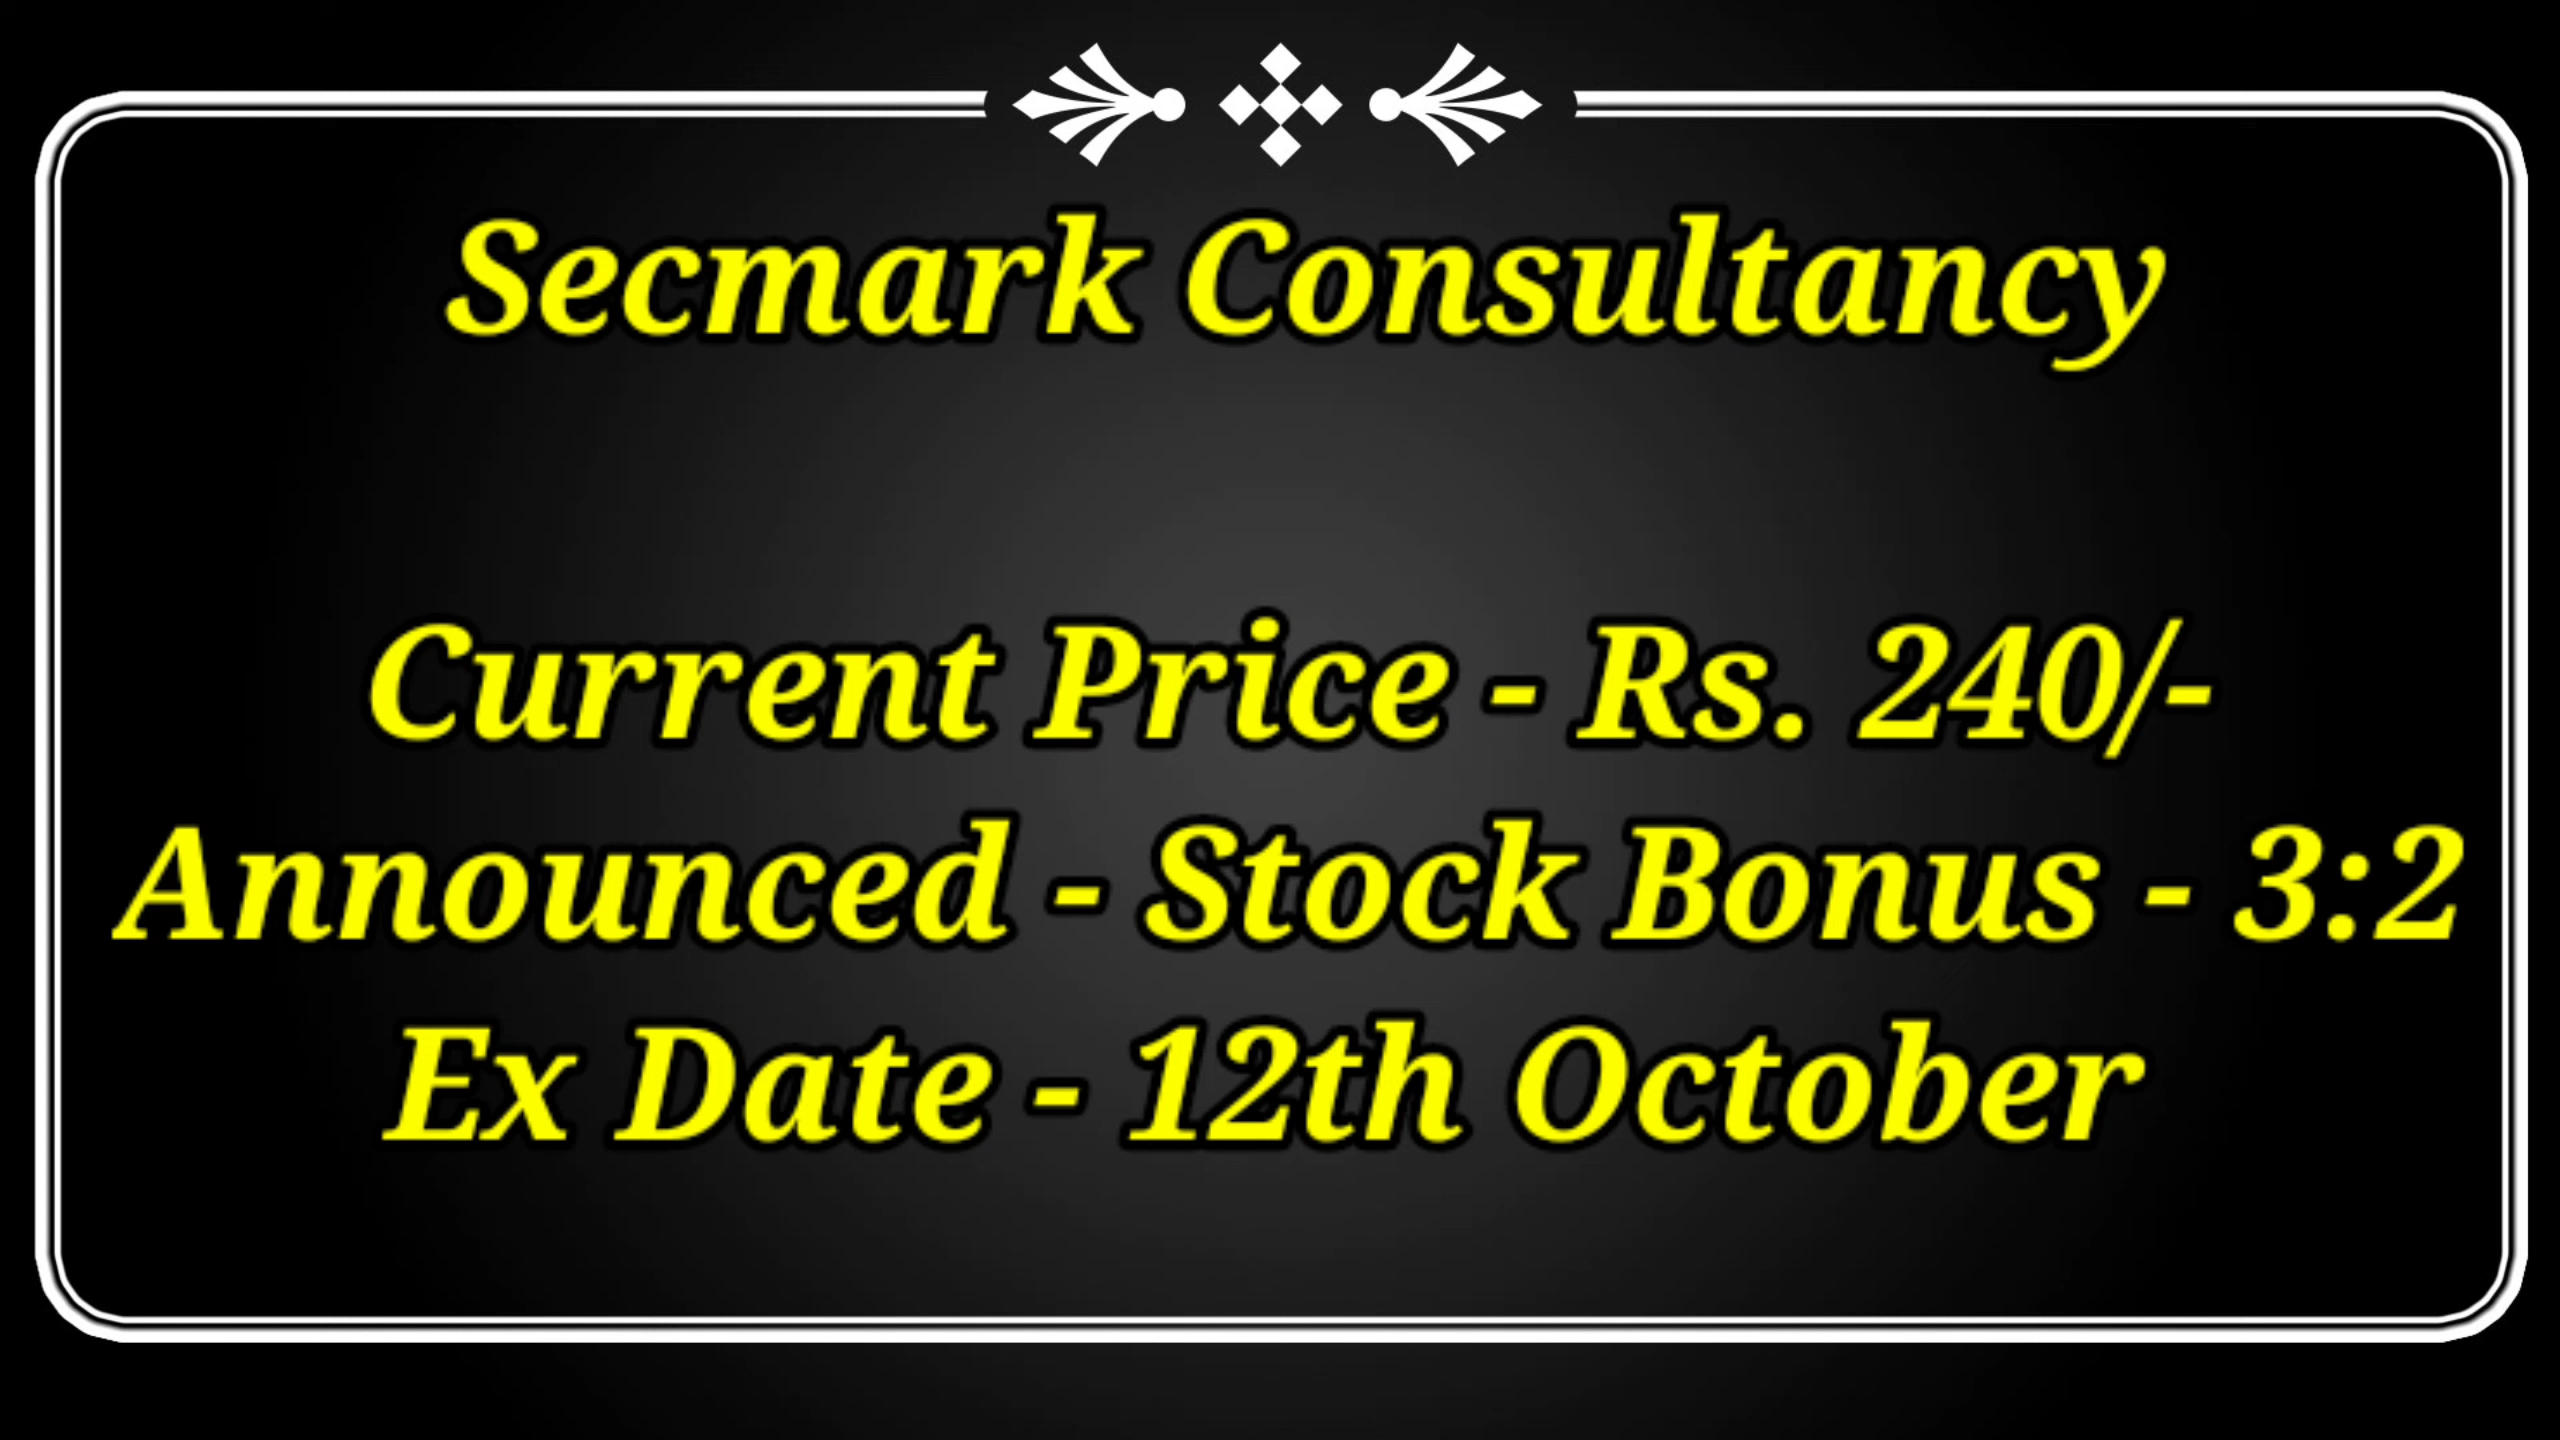 Secmark Consultancy
Current Price - Rs. 240/-
Announced - Stock Bonus - 3:2
Ex Date - 12th October